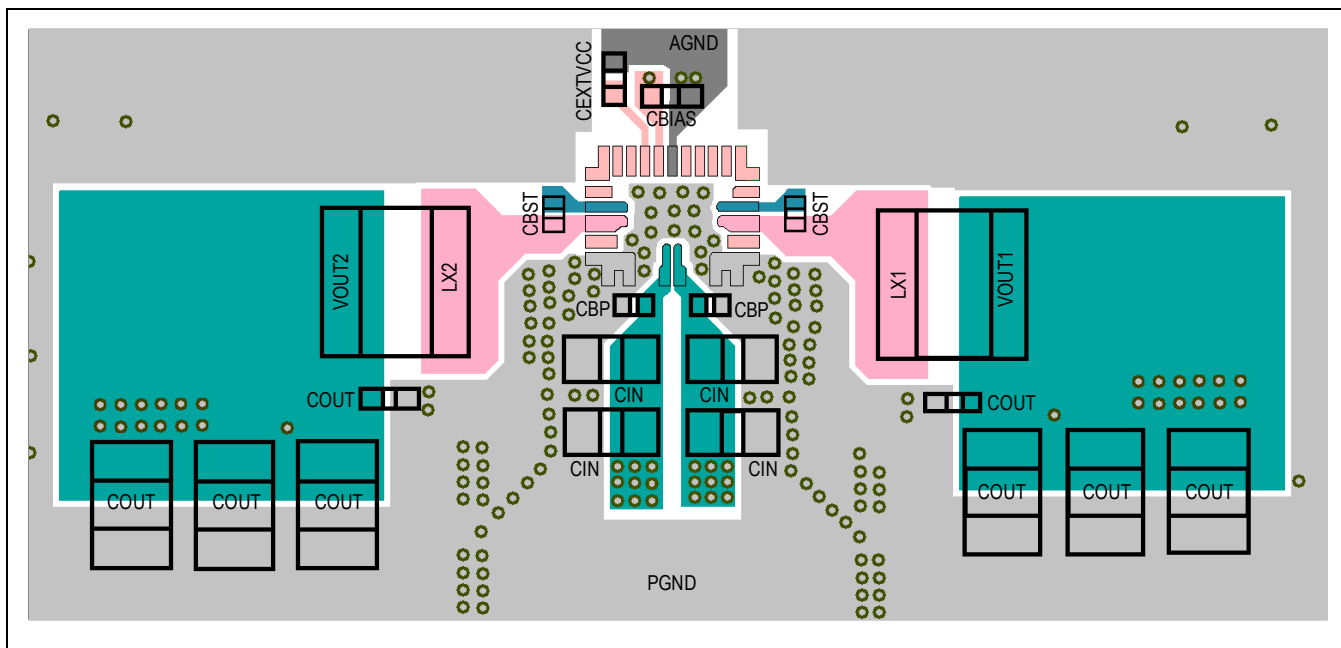 AGND
CEXTVCC
CBIAS
CBST
CBST
VOUT2
LX2
LX1
VOUT1
CBP
CBP
CIN
CIN
COUT
COUT
CIN
CIN
COUT
COUT
COUT
COUT
COUT
COUT
PGND